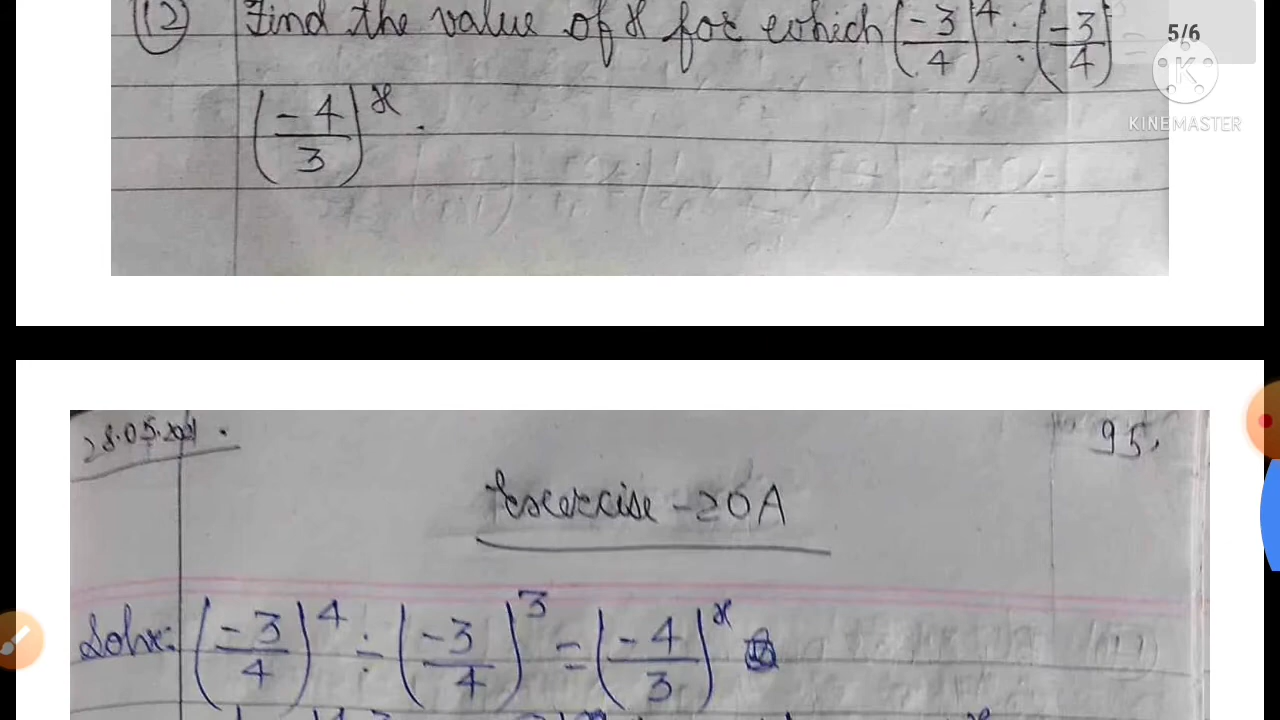 (12) Find the value of x for which (-3/4)^4 ÷ (-3/4) =
(-4/3)^x.
5/6
KINEMASTER
28.05.2021.
95.
Exercise - 20A
Soln: (-3/4)^4 ÷ (-3/4)^3 = (-4/3)^x